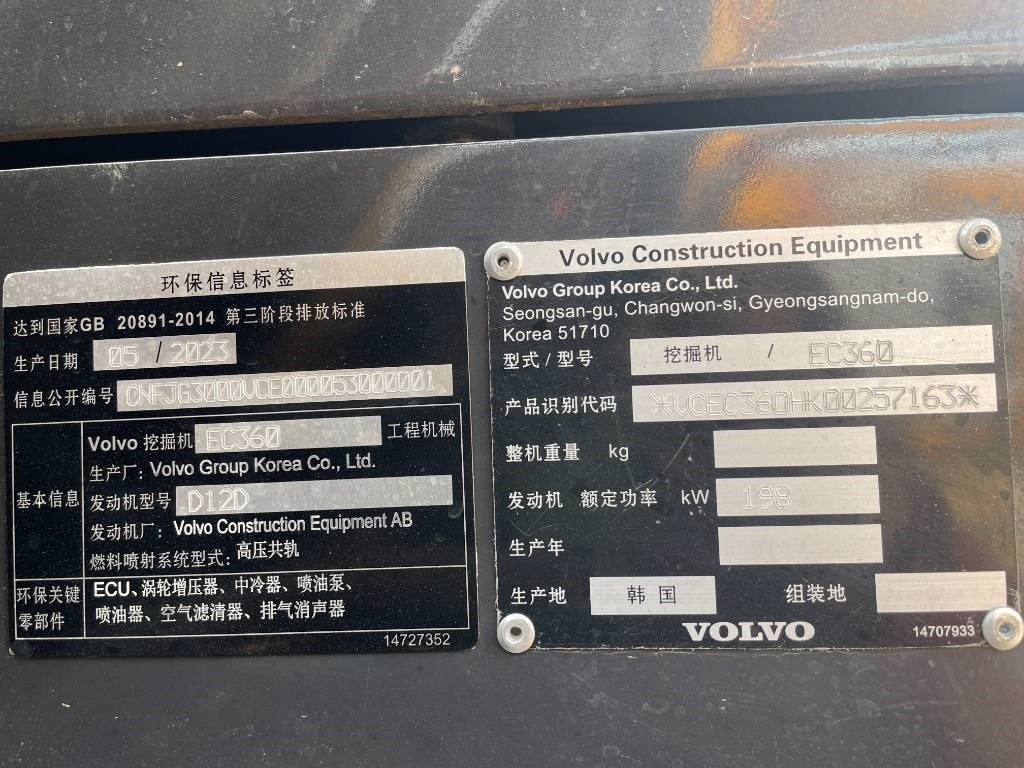 环保信息标签
达到国家GB 20891-2014 第三阶段排放标准
生产日期 05 / 2023
信息公开编号 CNFJG3000VCE000053000001
基本信息
Volvo 挖掘机 EC360 工程机械
生产厂: Volvo Group Korea Co., Ltd.
发动机型号 D12D
发动机厂: Volvo Construction Equipment AB
燃料喷射系统型式: 高压共轨
环保关键零部件
ECU、涡轮增压器、中冷器、喷油泵、
喷油器、空气滤清器、排气消声器
14727352
Volvo Construction Equipment
Volvo Group Korea Co., Ltd.
Seongsan-gu, Changwon-si, Gyeongsangnam-do,
Korea 51710
型式 / 型号 挖掘机 / EC360
产品识别代码 *VCEC360HK00257163*
整机重量 kg
发动机 额定功率 kW 198
生产年
生产地 韩国 组装地
VOLVO
14707933